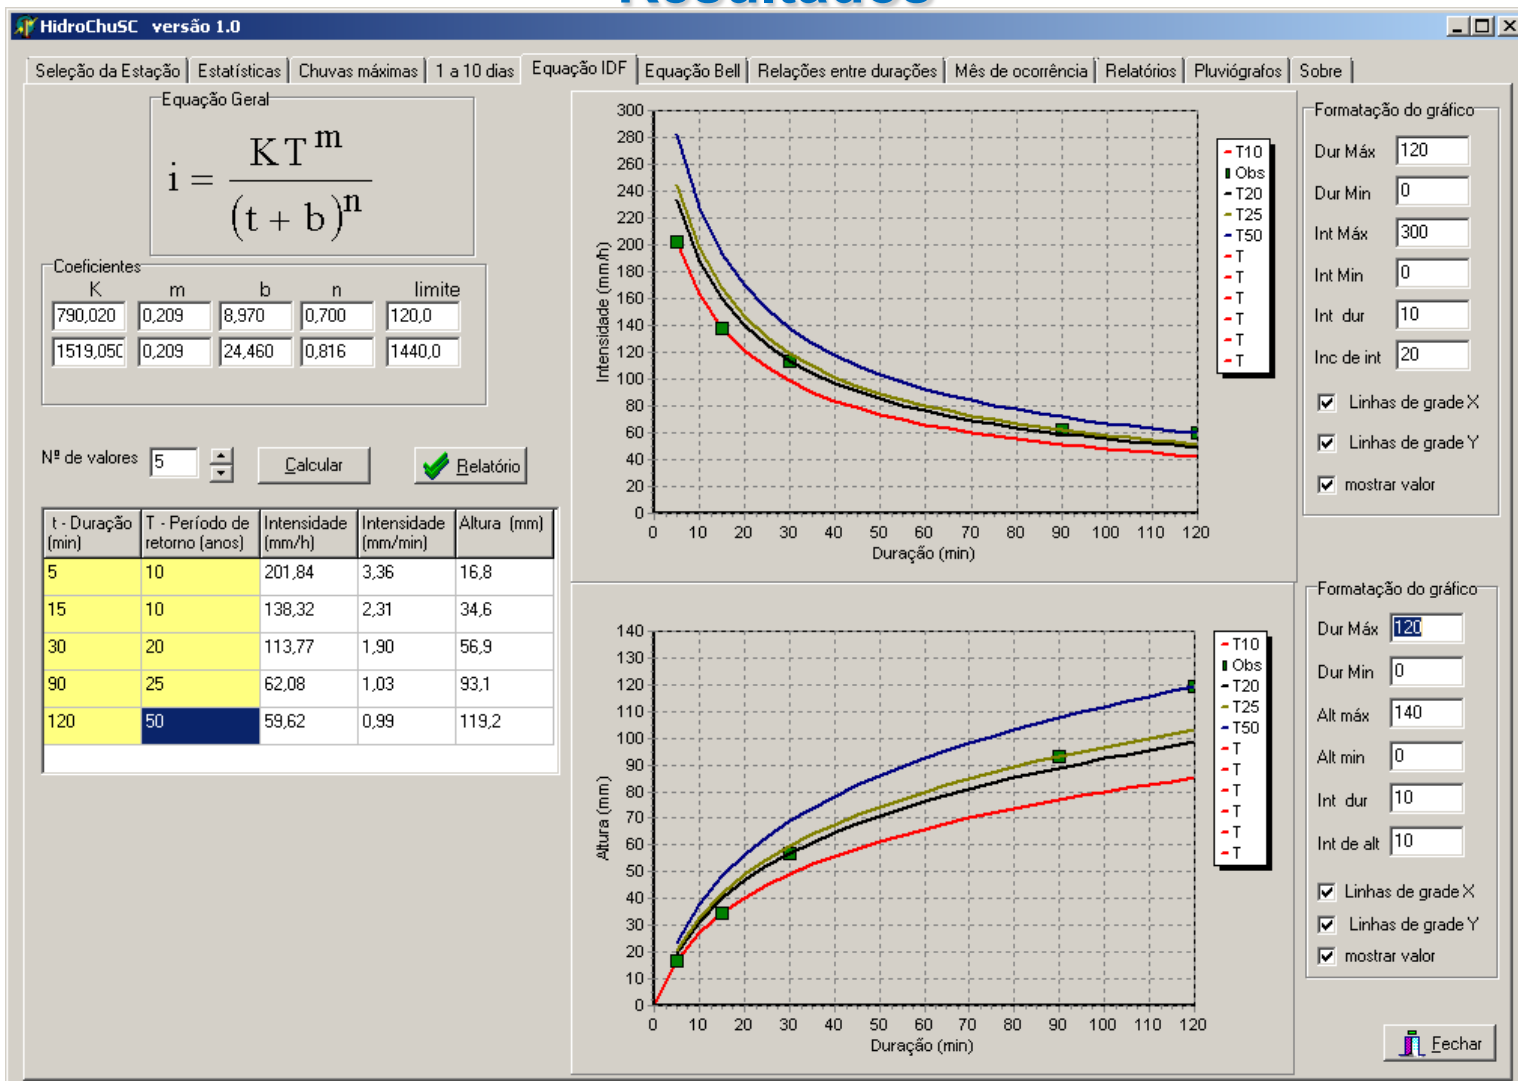 Resultados
HidroChuSC versão 1.0
Seleção da Estação Estatísticas Chuvas máximas 1 a 10 dias Equação IDF Equação Bell Relações entre durações Mês de ocorrência Relatórios Pluviógrafos Sobre
Equação Geral
i = K T^m / (t + b)^n
Coeficientes
K m b n limite
790,020 0,209 8,970 0,700 120,0
1519,050 0,209 24,460 0,816 1440,0
Nº de valores 5 Calcular Relatório
t - Duração (min) T - Período de retorno (anos) Intensidade (mm/h) Intensidade (mm/min) Altura (mm)
5 10 201,84 3,36 16,8
15 10 138,32 2,31 34,6
30 20 113,77 1,90 56,9
90 25 62,08 1,03 93,1
120 50 59,62 0,99 119,2
300
280
260
240
220
200
180
160
140
120
100
80
60
40
20
0
Intensidade (mm/h)
0 10 20 30 40 50 60 70 80 90 100 110 120
Duração (min)
T10
Obs
T20
T25
T50
T
T
T
T
T
T
Formatação do gráfico
Dur Máx 120
Dur Min 0
Int Máx 300
Int Min 0
Int dur 10
Inc de int 20
Linhas de grade X
Linhas de grade Y
mostrar valor
140
130
120
110
100
90
80
70
60
50
40
30
20
10
0
Altura (mm)
0 10 20 30 40 50 60 70 80 90 100 110 120
Duração (min)
T10
Obs
T20
T25
T50
T
T
T
T
T
T
Formatação do gráfico
Dur Máx 120
Dur Min 0
Alt máx 140
Alt min 0
Int dur 10
Int de alt 10
Linhas de grade X
Linhas de grade Y
mostrar valor
Fechar